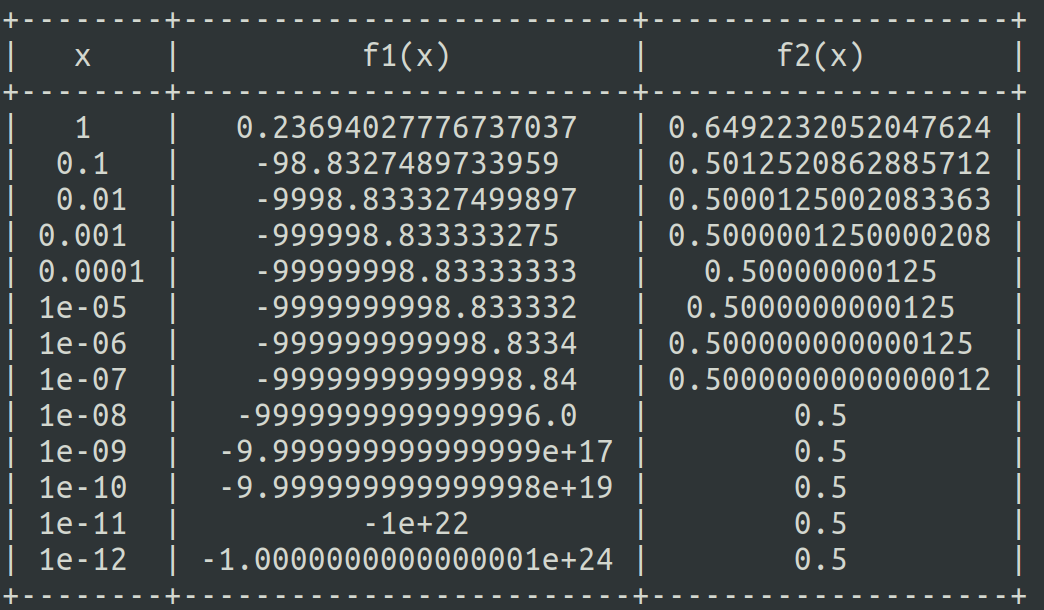 +--------+-------------------------+--------------------+
|   x    |          f1(x)          |       f2(x)        |
+--------+-------------------------+--------------------+
|   1    |   0.23694027776737037   | 0.6492232052047624 |
|  0.1   |    -98.8327489733959    | 0.5012520862885712 |
|  0.01  |    -9998.833327499897   | 0.5000125002083363 |
| 0.001  |    -999998.833333275    | 0.5000001250000208 |
| 0.0001 |    -99999998.83333333   |   0.50000000125    |
| 1e-05  |    -9999999998.833332   |  0.5000000000125   |
| 1e-06  |    -999999999998.8334   | 0.500000000000125  |
| 1e-07  |    -99999999999998.84   | 0.5000000000000012 |
| 1e-08  |   -9999999999999996.0   |        0.5         |
| 1e-09  |  -9.999999999999999e+17 |        0.5         |
| 1e-10  |  -9.999999999999998e+19 |        0.5         |
| 1e-11  |          -1e+22         |        0.5         |
| 1e-12  | -1.0000000000000001e+24 |        0.5         |
+--------+-------------------------+--------------------+